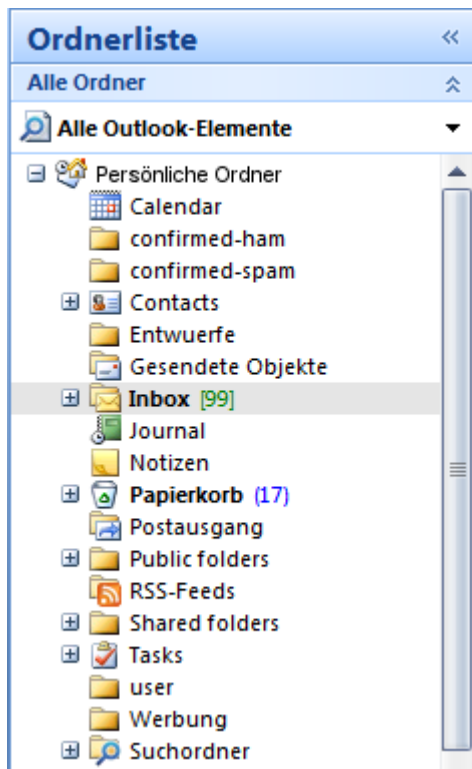 Ordnerliste
Alle Ordner
Alle Outlook-Elemente
Persönliche Ordner
Calendar
confirmed-ham
confirmed-spam
Contacts
Entwuerfe
Gesendete Objekte
Inbox [99]
Journal
Notizen
Papierkorb (17)
Postausgang
Public folders
RSS-Feeds
Shared folders
Tasks
user
Werbung
Suchordner